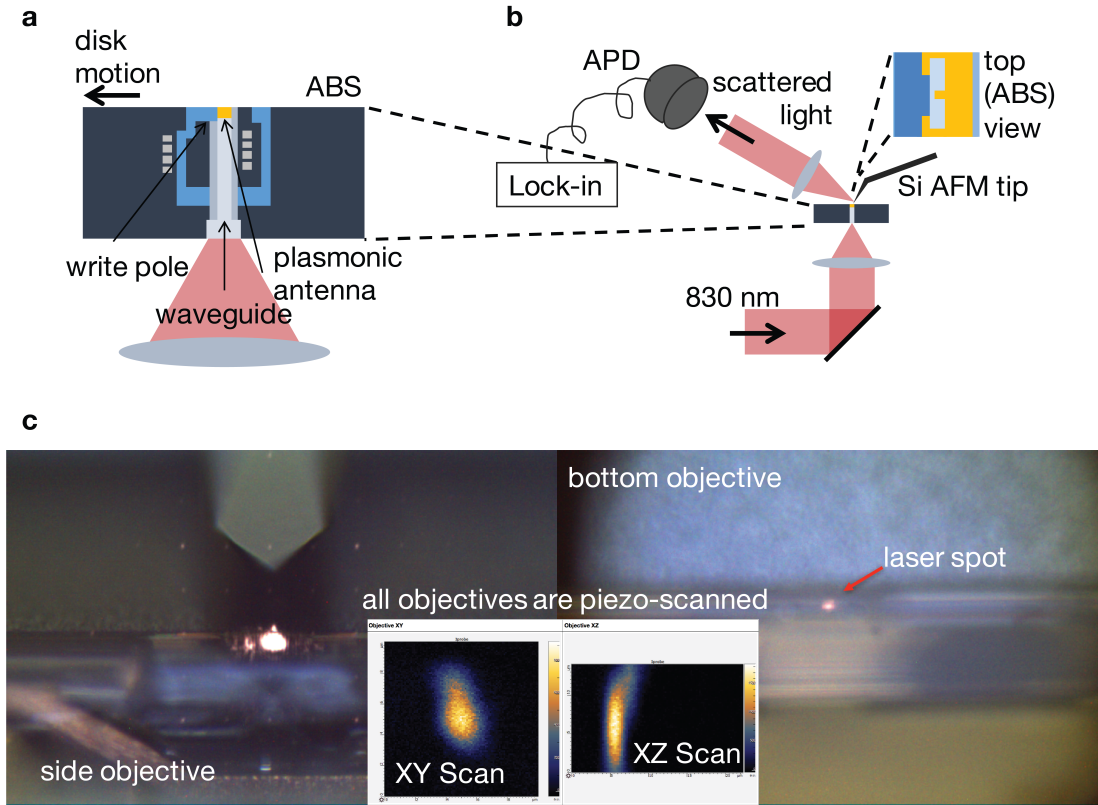 a
disk
motion
ABS
write pole
plasmonic
antenna
waveguide
b
APD
scattered
light
top
(ABS)
view
Lock-in
Si AFM tip
830 nm
c
bottom objective
laser spot
all objectives are piezo-scanned
Objective XY
Objective XZ
XY Scan
XZ Scan
side objective